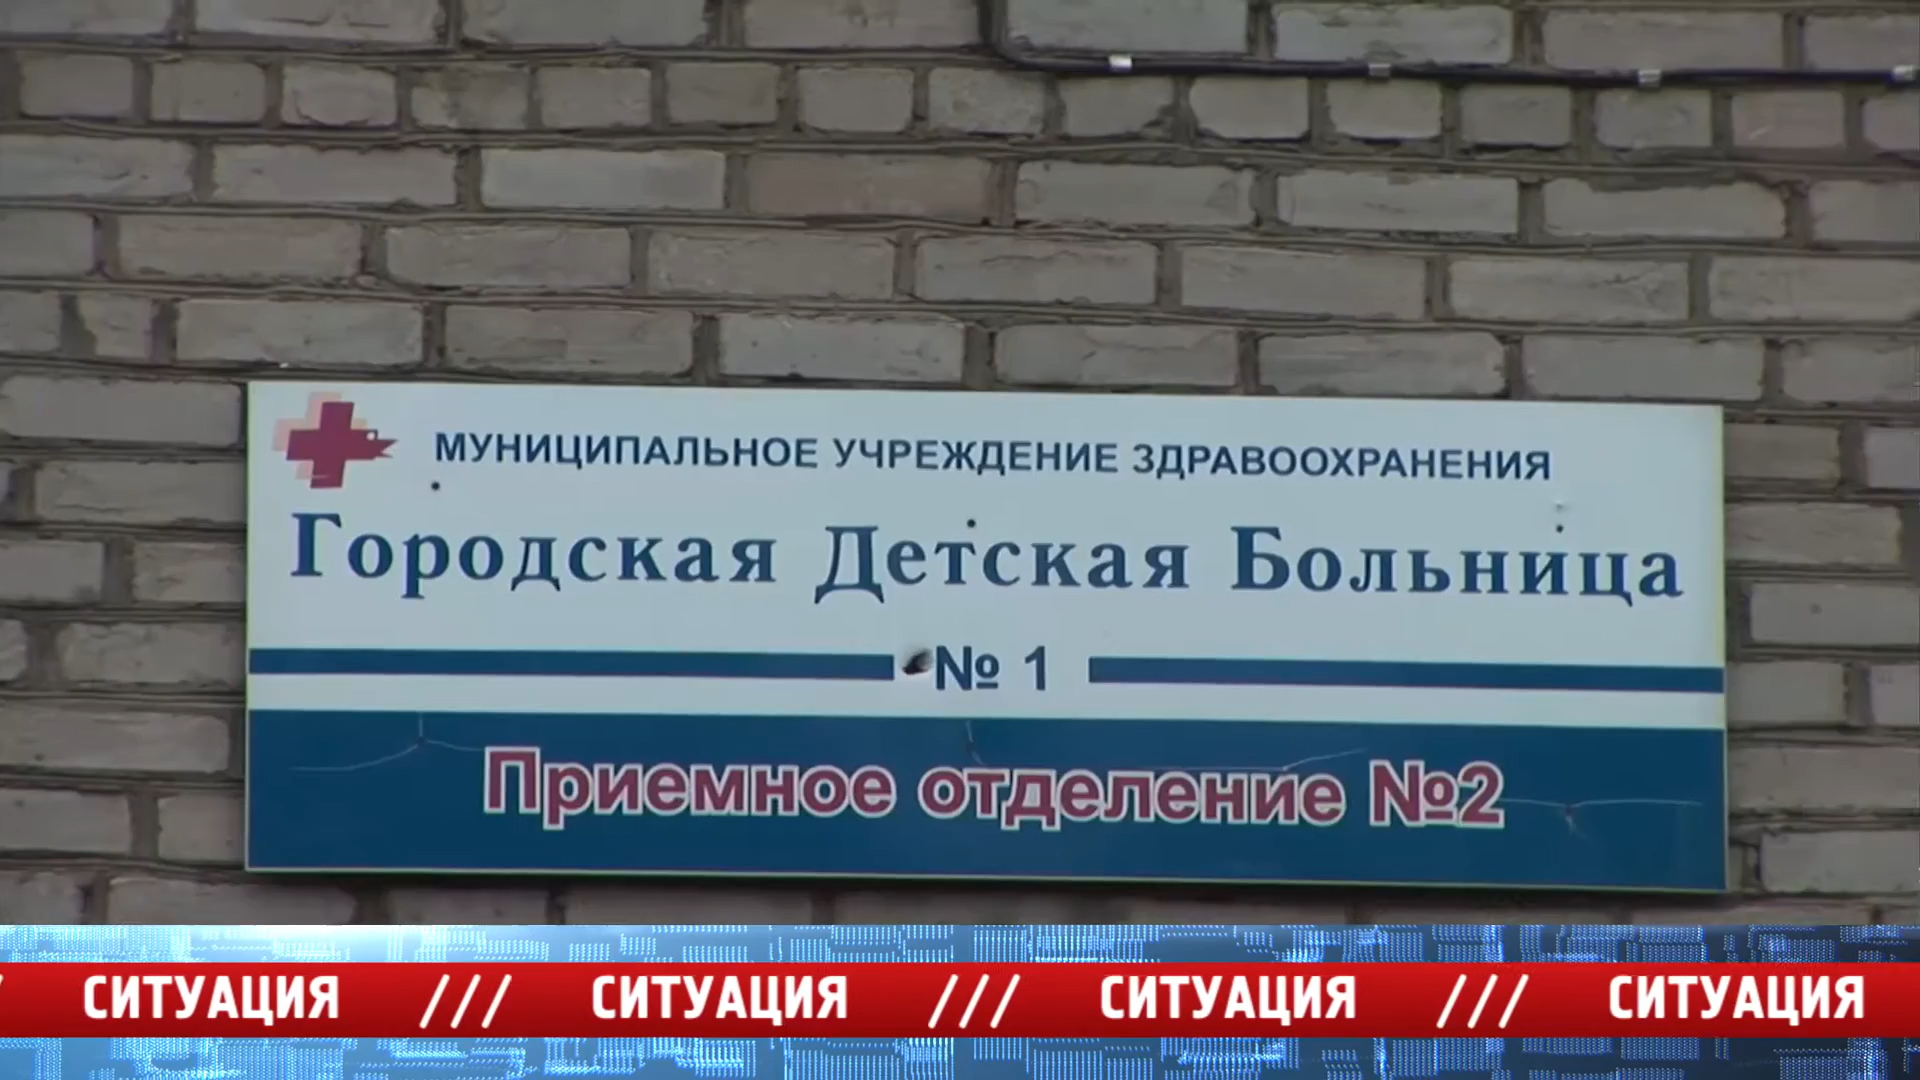 МУНИЦИПАЛЬНОЕ УЧРЕЖДЕНИЕ ЗДРАВООХРАНЕНИЯ
Городская Детская Больница
№ 1
Приемное отделение №2
СИТУАЦИЯ /// СИТУАЦИЯ /// СИТУАЦИЯ /// СИТУАЦИЯ